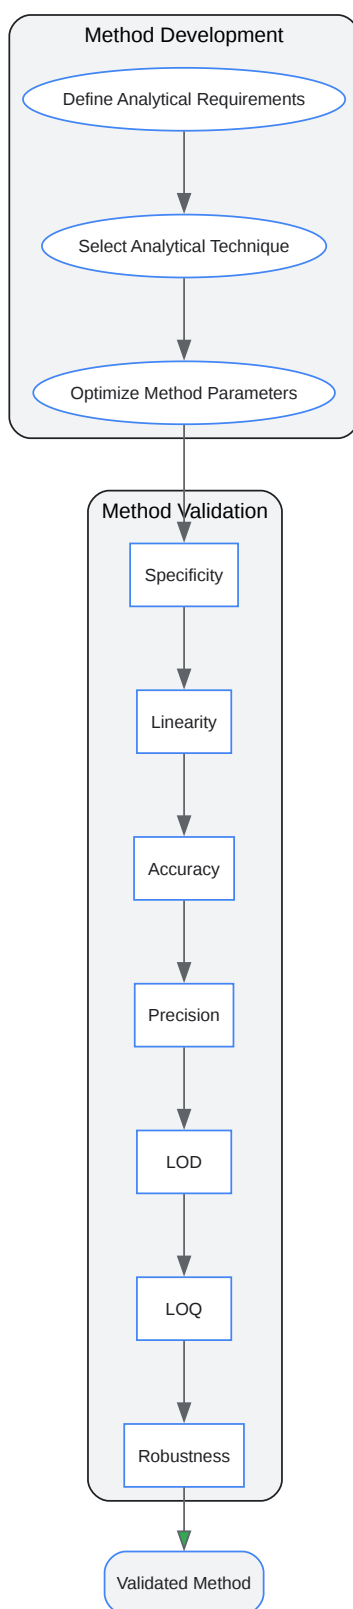 Method Development
Define Analytical Requirements
Select Analytical Technique
Optimize Method Parameters
Method Validation
Specificity
Linearity
Accuracy
Precision
LOD
LOQ
Robustness
Validated Method